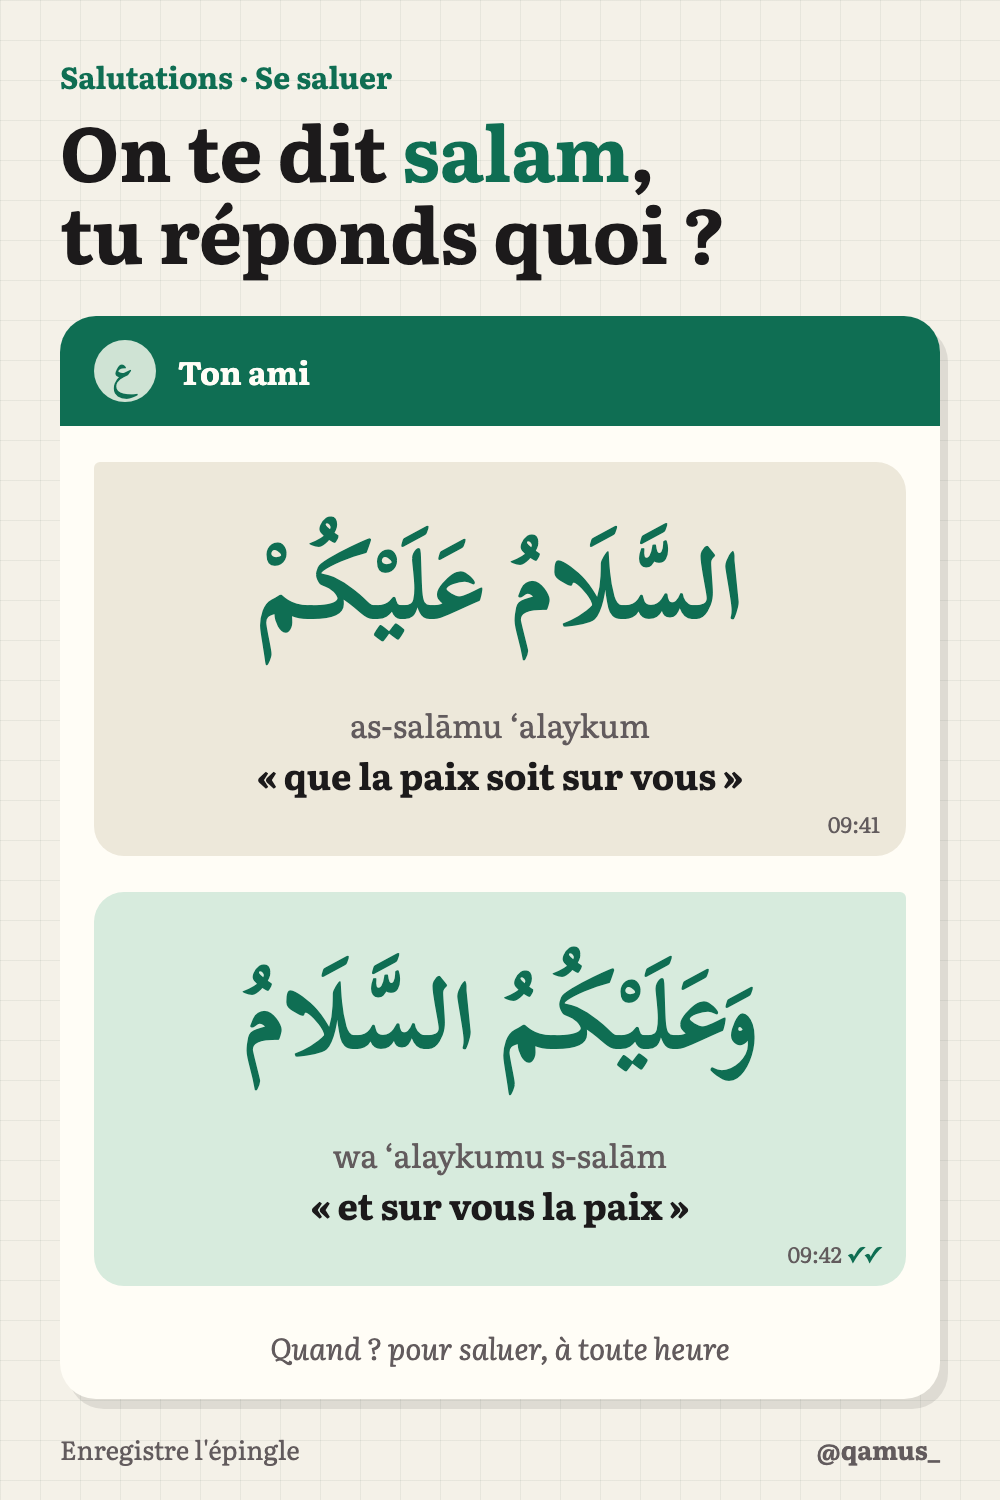 Salutations · Se saluer
On te dit salam,
tu réponds quoi ?
ع
Ton ami
السَّلَامُ عَلَيْكُمْ
as-salāmu ‘alaykum
« que la paix soit sur vous »
09:41
وَعَلَيْكُمُ السَّلَامُ
wa ‘alaykumu s-salām
« et sur vous la paix »
09:42 ✓✓
Quand ? pour saluer, à toute heure
Enregistre l'épingle
@qamus_